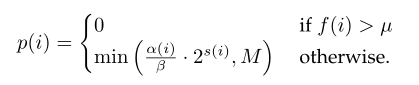 p(i) = { 0 if f(i) > μ
min ( α(i)/β · 2^{s(i)}, M ) otherwise.